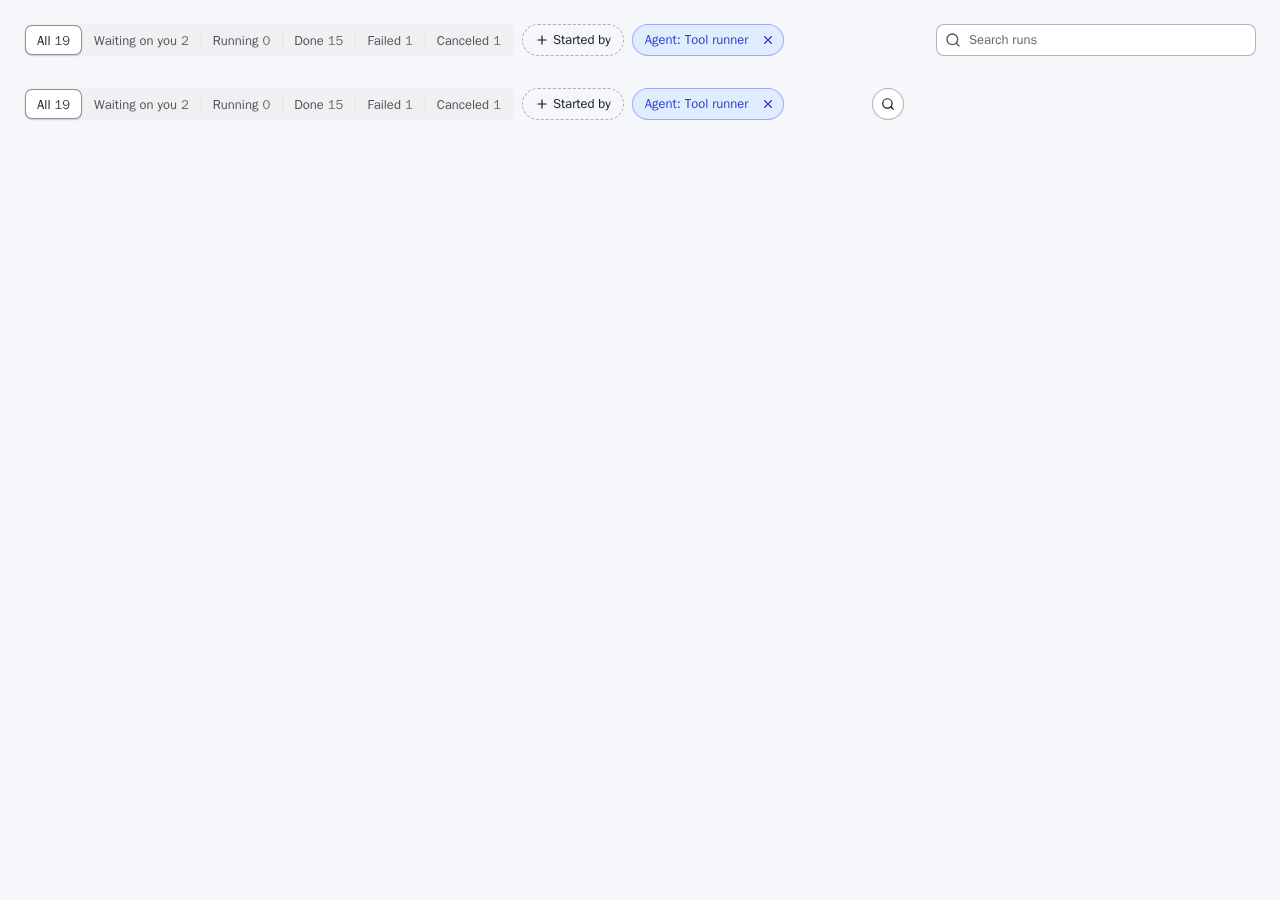 All 19 Waiting on you 2 Running 0 Done 15 Failed 1 Canceled 1 Started by Agent: Tool runner Search runs
All 19 Waiting on you 2 Running 0 Done 15 Failed 1 Canceled 1 Started by Agent: Tool runner